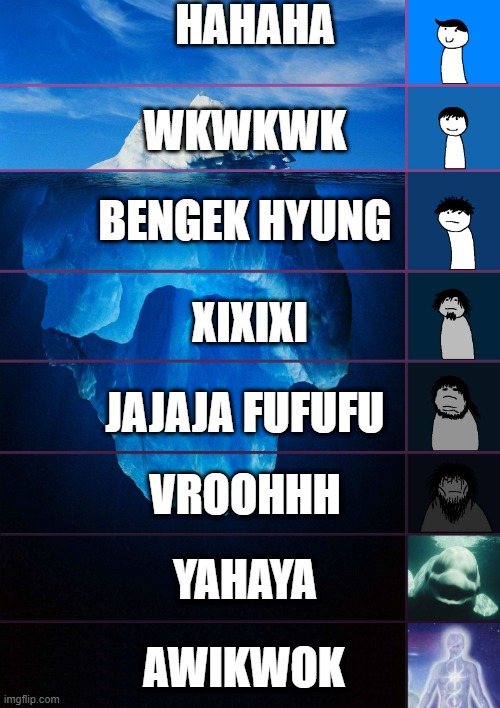 HAHAHA
WKWKWK
BENGEK HYUNG
XIXIXI
JAJAJA FUFUFU
VROOHHH
YAHAYA
AWIKWOK
imgflip.com